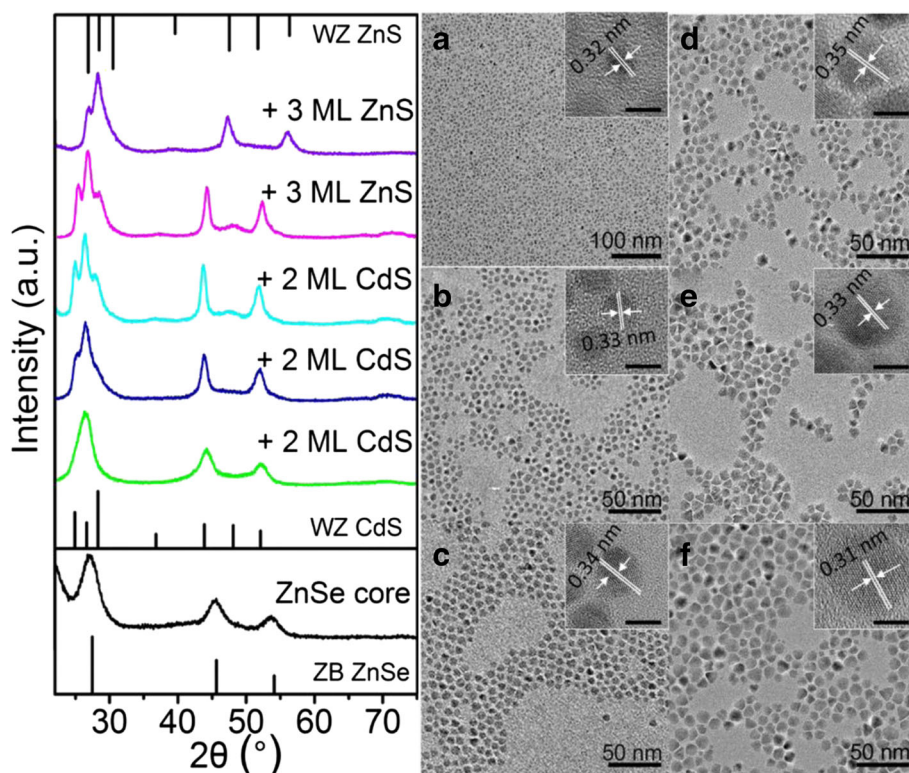 Intensity (a.u.)
WZ ZnS
+ 3 ML ZnS
+ 3 ML ZnS
+ 2 ML CdS
+ 2 ML CdS
+ 2 ML CdS
WZ CdS
ZnSe core
ZB ZnSe
30 40 50 60 70
2θ (°)
a
0.32 nm
100 nm
b
0.33 nm
50 nm
c
0.34 nm
50 nm
d
0.35 nm
50 nm
e
0.33 nm
50 nm
f
0.31 nm
50 nm